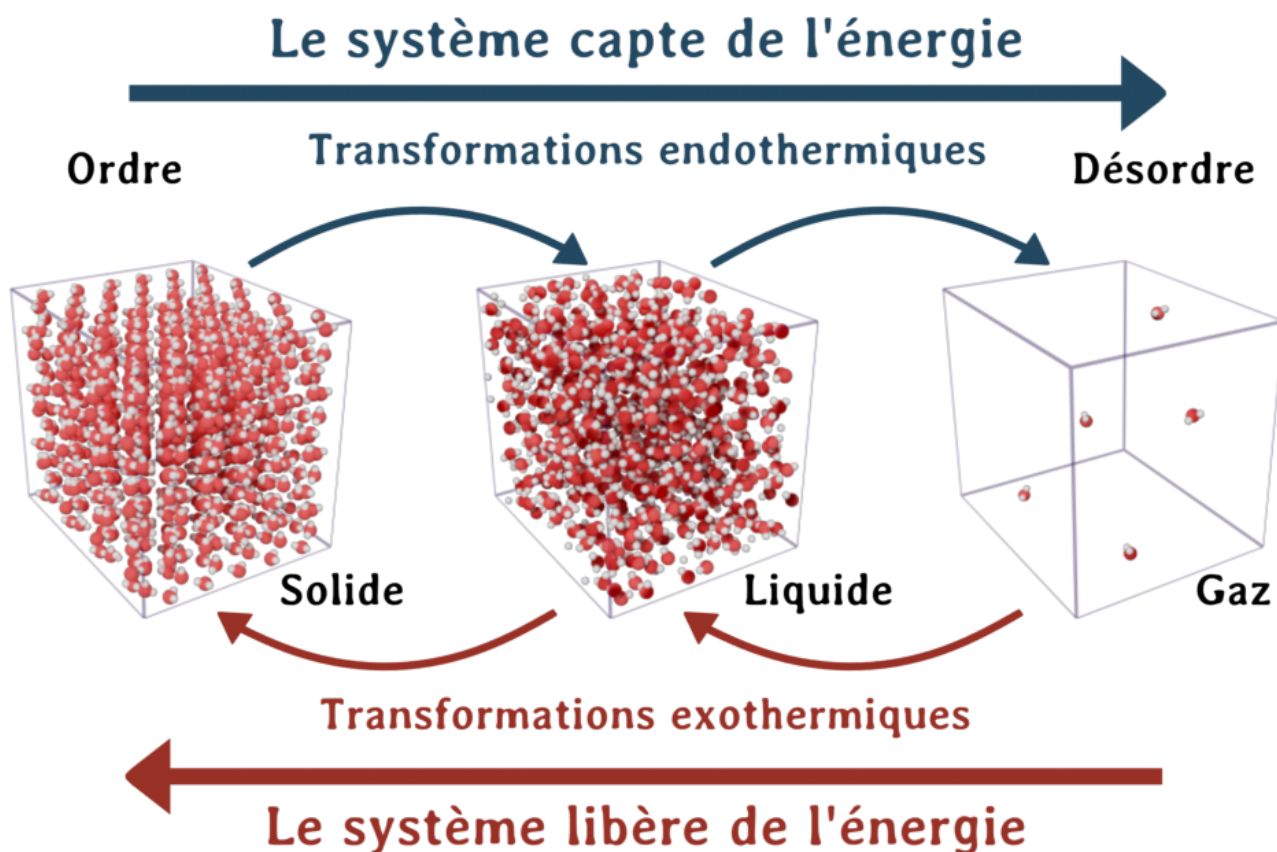 Le système capte de l'énergie
Transformations endothermiques
Ordre
Désordre
Solide
Liquide
Gaz
Transformations exothermiques
Le système libère de l'énergie